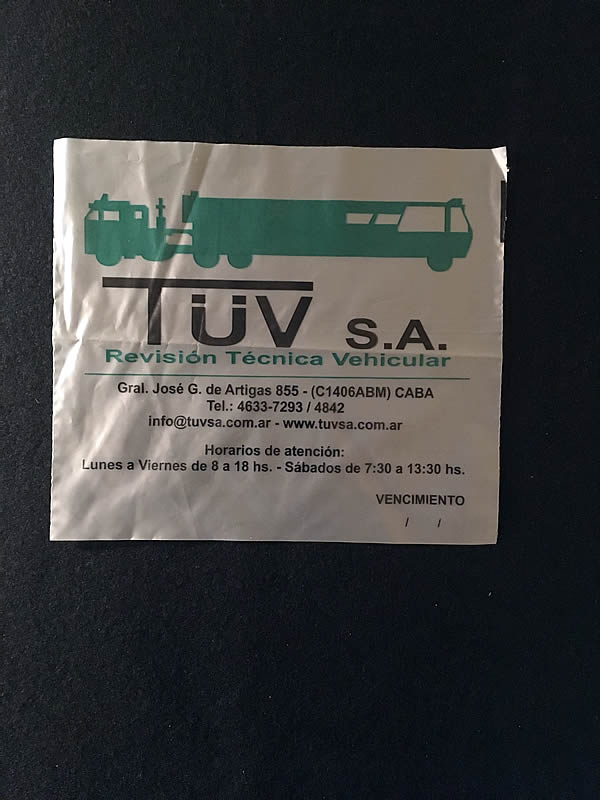 TÜV S.A.
Revisión Técnica Vehicular
Gral. José G. de Artigas 855 - (C1406ABM) CABA
Tel.: 4633-7293 / 4842
info@tuvsa.com.ar - www.tuvsa.com.ar
Horarios de atención:
Lunes a Viernes de 8 a 18 hs. - Sábados de 7:30 a 13:30 hs.
VENCIMIENTO
/ /